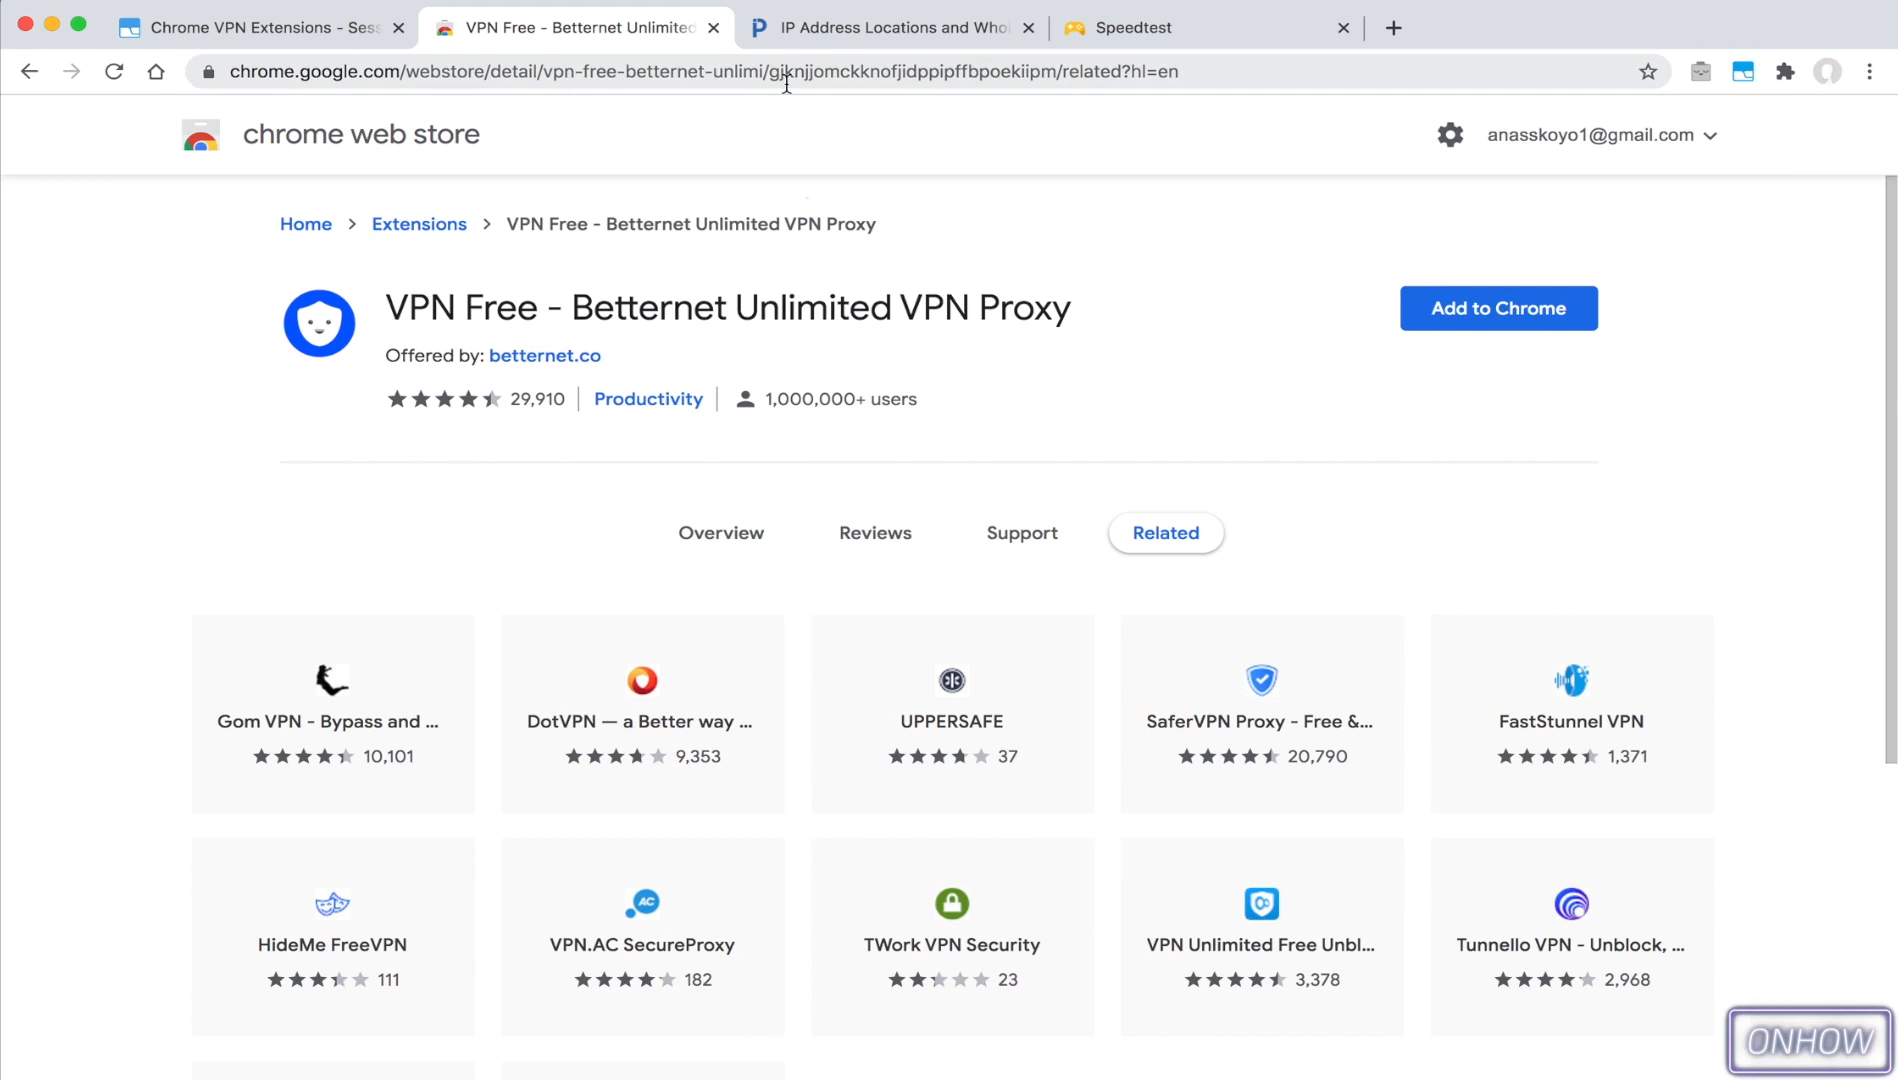 Chrome VPN Extensions - Sess
VPN Free - Betternet Unlimited
IP Address Locations and Whoi
Speedtest
chrome.google.com/webstore/detail/vpn-free-betternet-unlimi/gjknjjomckknofjidppipffbpoekiipm/related?hl=en
chrome web store
anasskoyo1@gmail.com
Home > Extensions > VPN Free - Betternet Unlimited VPN Proxy
VPN Free - Betternet Unlimited VPN Proxy
Add to Chrome
Offered by: betternet.co
29,910 | Productivity | 1,000,000+ users
Overview
Reviews
Support
Related
Gom VPN - Bypass and ...
DotVPN — a Better way ...
UPPERSAFE
SaferVPN Proxy - Free &...
FastStunnel VPN
10,101
9,353
37
20,790
1,371
AC
HideMe FreeVPN
VPN.AC SecureProxy
TWork VPN Security
VPN Unlimited Free Unbl...
Tunnello VPN - Unblock, ...
111
182
23
3,378
2,968
ONHOW